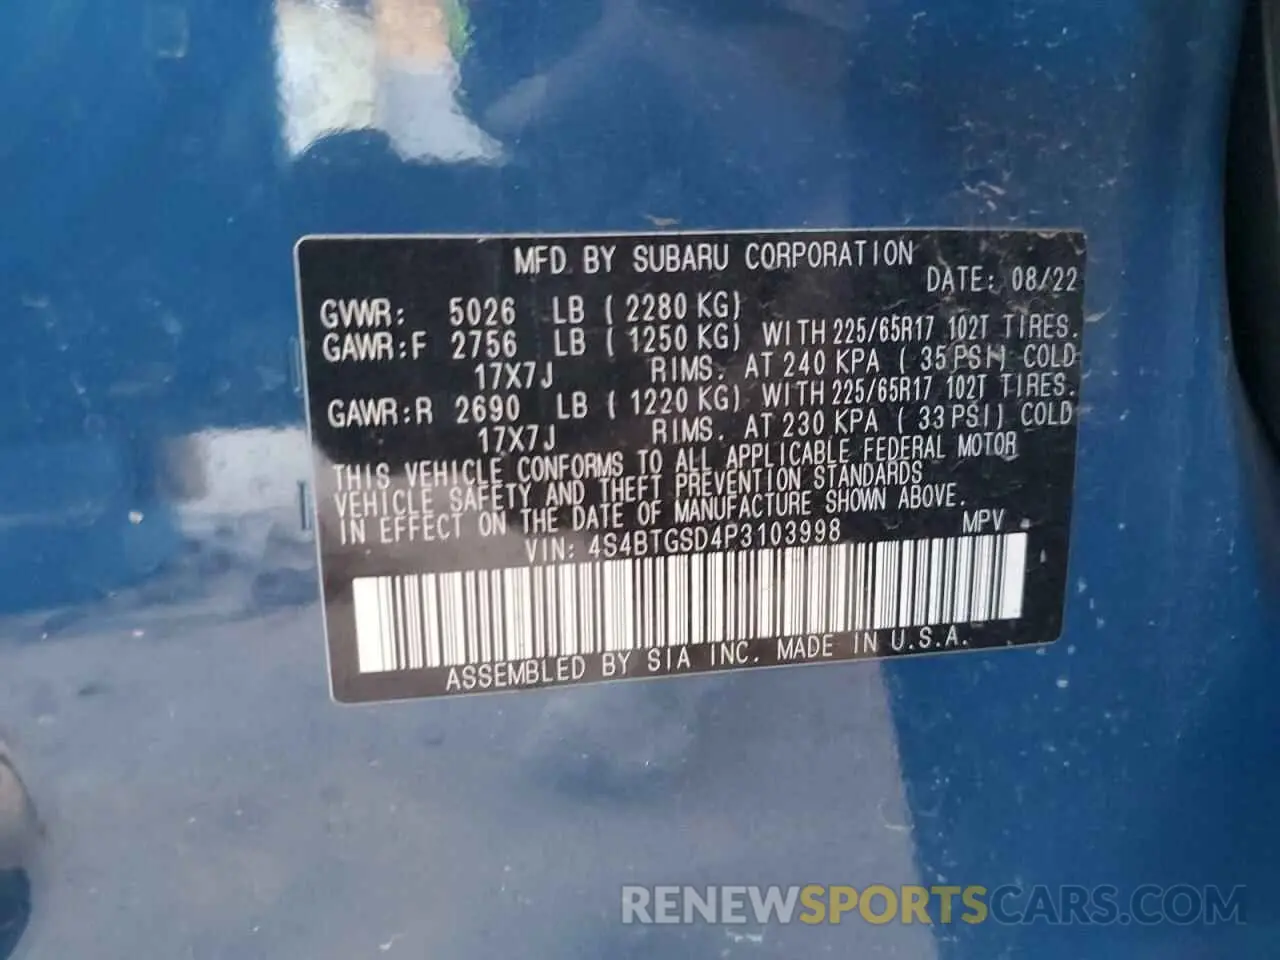 MFD. BY SUBARU CORPORATION
DATE: 08/22
GVWR: 5026 LB ( 2280 KG)
GAWR:F 2756 LB ( 1250 KG) WITH 225/65R17 102T TIRES.
17X7J RIMS. AT 240 KPA ( 35 PSI) COLD
GAWR:R 2690 LB ( 1220 KG) WITH 225/65R17 102T TIRES.
17X7J RIMS. AT 230 KPA ( 33 PSI) COLD
THIS VEHICLE CONFORMS TO ALL APPLICABLE FEDERAL MOTOR
VEHICLE SAFETY AND THEFT PREVENTION STANDARDS
IN EFFECT ON THE DATE OF MANUFACTURE SHOWN ABOVE.
VIN: 4S4BTGSD4P3103998 MPV
ASSEMBLED BY SIA INC. MADE IN U.S.A.
RENEWSPORTSCARS.COM